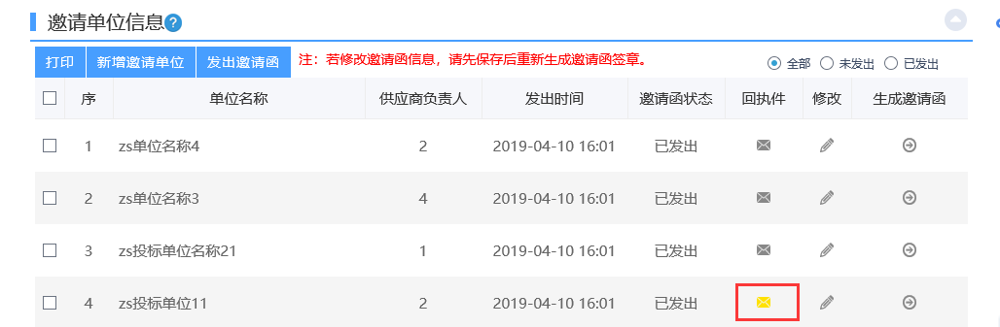 邀请单位信息?
打印 新增邀请单位 发出邀请函 注：若修改邀请函信息，请先保存后重新生成邀请函签章。 全部 未发出 已发出
序 单位名称 供应商负责人 发出时间 邀请函状态 回执件 修改 生成邀请函
1 zs单位名称4 2 2019-04-10 16:01 已发出
2 zs单位名称3 4 2019-04-10 16:01 已发出
3 zs投标单位名称21 1 2019-04-10 16:01 已发出
4 zs投标单位11 2 2019-04-10 16:01 已发出